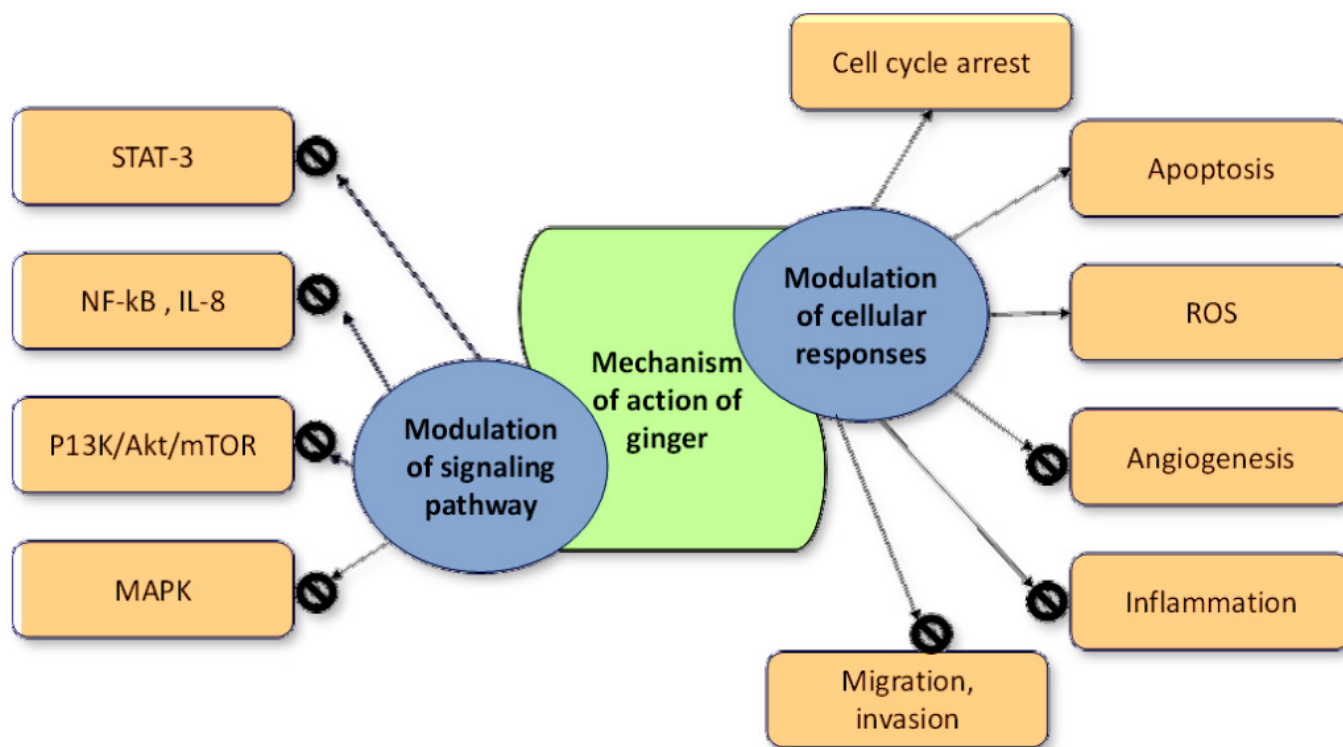 Cell cycle arrest
STAT-3
Apoptosis
NF-kB , IL-8
Modulation
of cellular
responses
ROS
Mechanism
of action of
ginger
P13K/Akt/mTOR
Modulation
of signaling
pathway
Angiogenesis
MAPK
Inflammation
Migration,
invasion